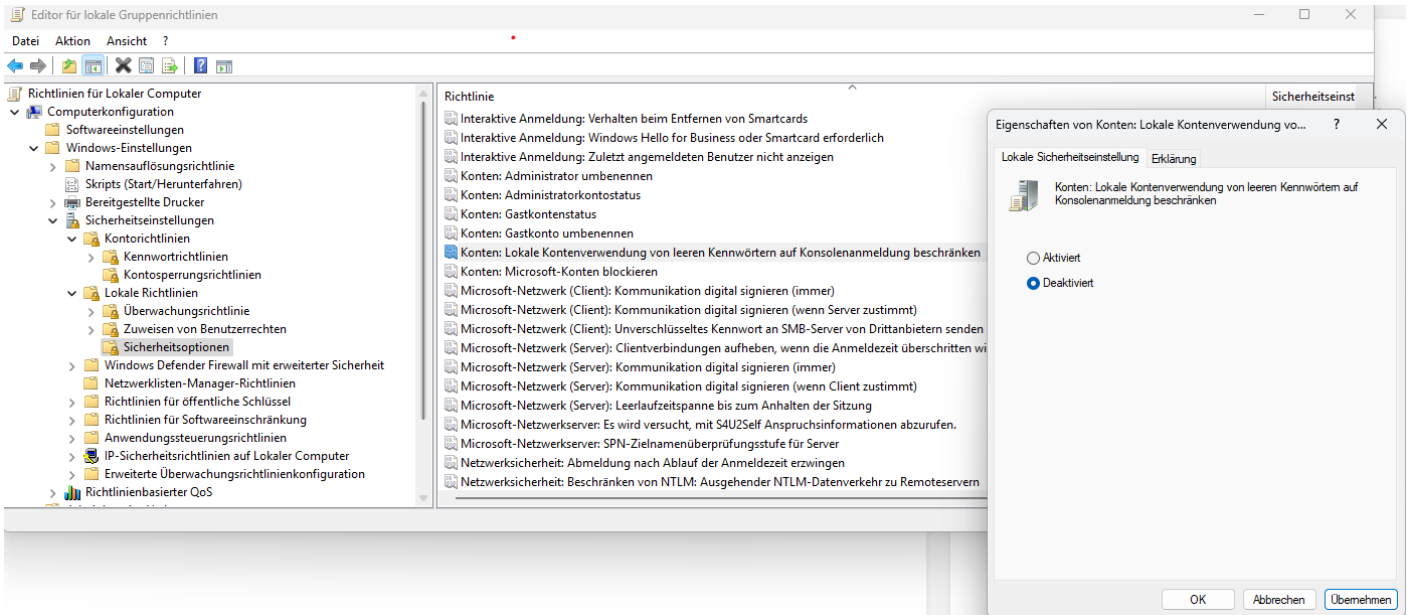 Editor für lokale Gruppenrichtlinien
Datei Aktion Ansicht ?
Richtlinien für Lokaler Computer
Computerkonfiguration
Softwareeinstellungen
Windows-Einstellungen
Namensauflösungsrichtlinie
Skripts (Start/Herunterfahren)
Bereitgestellte Drucker
Sicherheitseinstellungen
Kontorichtlinien
Kennwortrichtlinien
Kontosperrungsrichtlinien
Lokale Richtlinien
Überwachungsrichtlinie
Zuweisen von Benutzerrechten
Sicherheitsoptionen
Windows Defender Firewall mit erweiterter Sicherheit
Netzwerklisten-Manager-Richtlinien
Richtlinien für öffentliche Schlüssel
Richtlinien für Softwareeinschränkung
Anwendungssteuerungsrichtlinien
IP-Sicherheitsrichtlinien auf Lokaler Computer
Erweiterte Überwachungsrichtlinienkonfiguration
Richtlinienbasierter QoS
Richtlinie Sicherheitseinst
Interaktive Anmeldung: Verhalten beim Entfernen von Smartcards
Interaktive Anmeldung: Windows Hello for Business oder Smartcard erforderlich
Interaktive Anmeldung: Zuletzt angemeldeten Benutzer nicht anzeigen
Konten: Administrator umbenennen
Konten: Administratorkontostatus
Konten: Gastkontenstatus
Konten: Gastkonto umbenennen
Konten: Lokale Kontenverwendung von leeren Kennwörtern auf Konsolenanmeldung beschränken
Konten: Microsoft-Konten blockieren
Microsoft-Netzwerk (Client): Kommunikation digital signieren (immer)
Microsoft-Netzwerk (Client): Kommunikation digital signieren (wenn Server zustimmt)
Microsoft-Netzwerk (Client): Unverschlüsseltes Kennwort an SMB-Server von Drittanbietern senden
Microsoft-Netzwerk (Server): Clientverbindungen aufheben, wenn die Anmeldezeit überschritten wi
Microsoft-Netzwerk (Server): Kommunikation digital signieren (immer)
Microsoft-Netzwerk (Server): Kommunikation digital signieren (wenn Client zustimmt)
Microsoft-Netzwerk (Server): Leerlaufzeitspanne bis zum Anhalten der Sitzung
Microsoft-Netzwerkserver: Es wird versucht, mit S4U2Self Anspruchsinformationen abzurufen.
Microsoft-Netzwerkserver: SPN-Zielnamenüberprüfungsstufe für Server
Netzwerksicherheit: Abmeldung nach Ablauf der Anmeldezeit erzwingen
Netzwerksicherheit: Beschränken von NTLM: Ausgehender NTLM-Datenverkehr zu Remoteservern
Eigenschaften von Konten: Lokale Kontenverwendung vo... ?
Lokale Sicherheitseinstellung Erklärung
Konten: Lokale Kontenverwendung von leeren Kennwörtern auf
Konsolenanmeldung beschränken
Aktiviert
Deaktiviert
OK Abbrechen Übernehmen